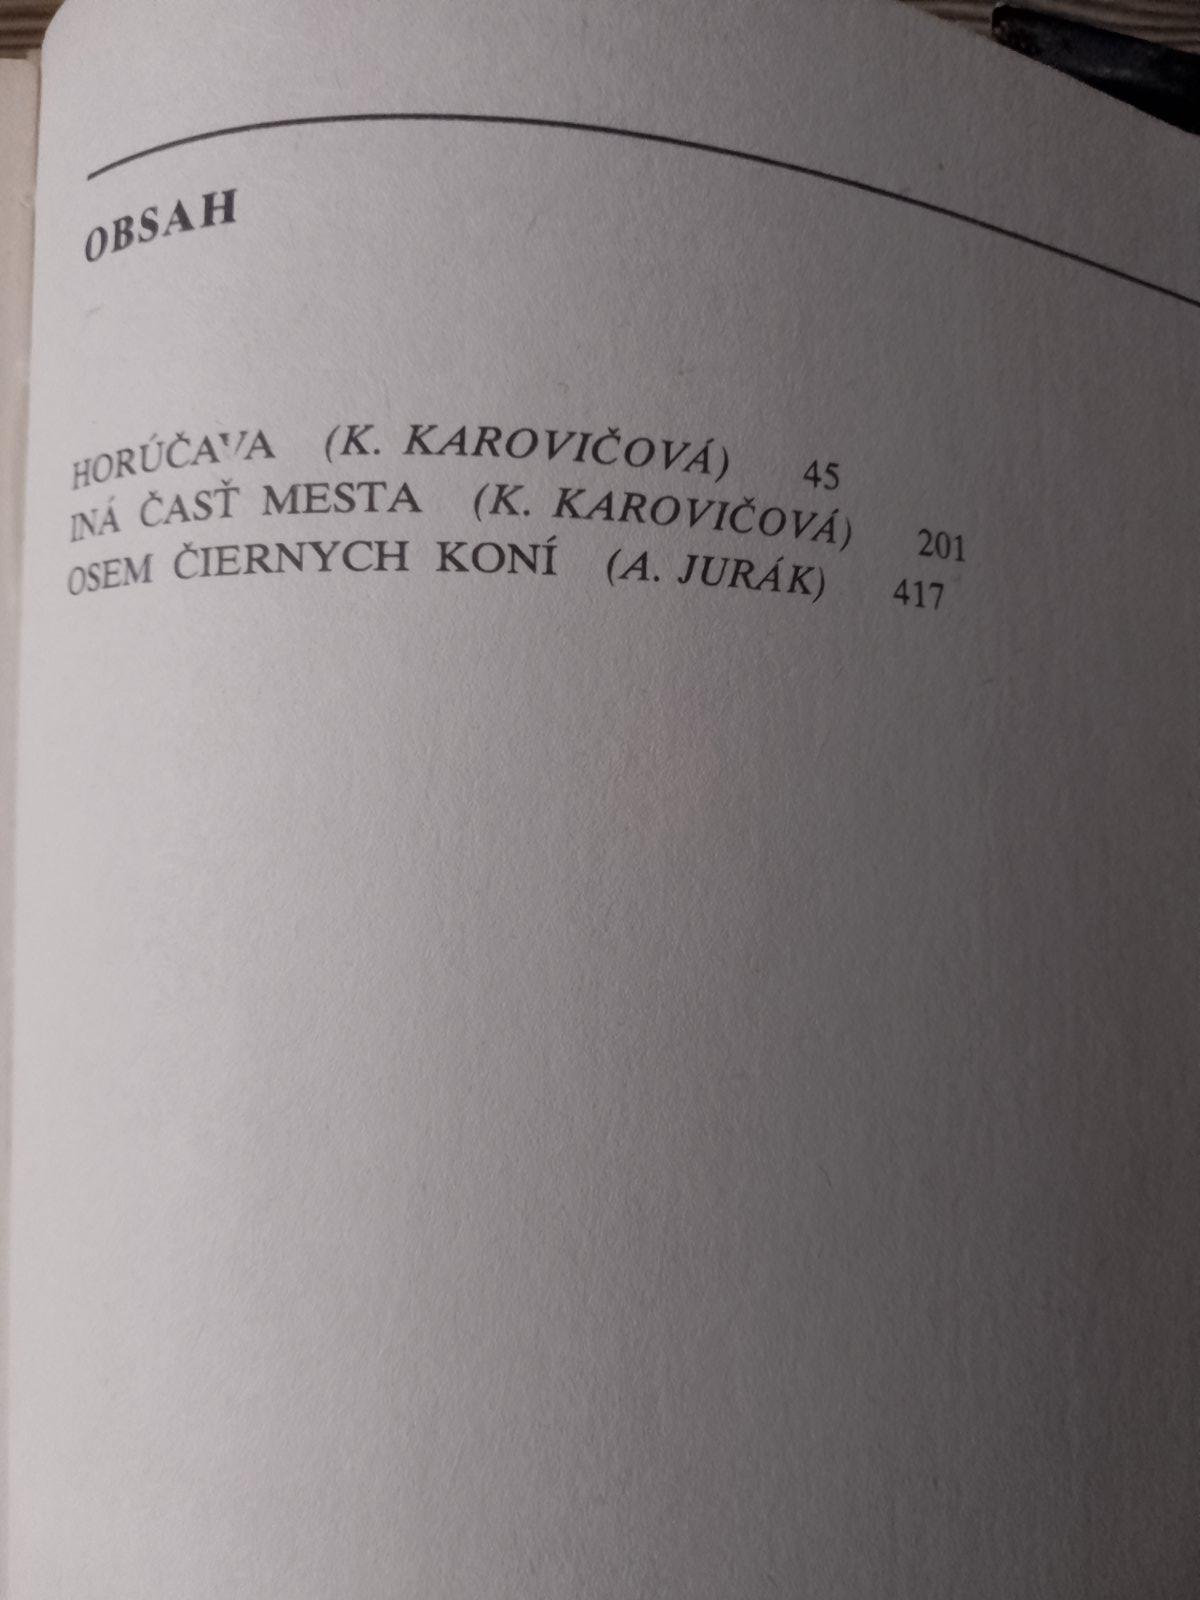 OBSAH
HORÚČAVA (K. KAROVIČOVÁ) 45
INÁ ČASŤ MESTA (K. KAROVIČOVÁ) 201
OSEM ČIERNYCH KONÍ (A. JURÁK) 417